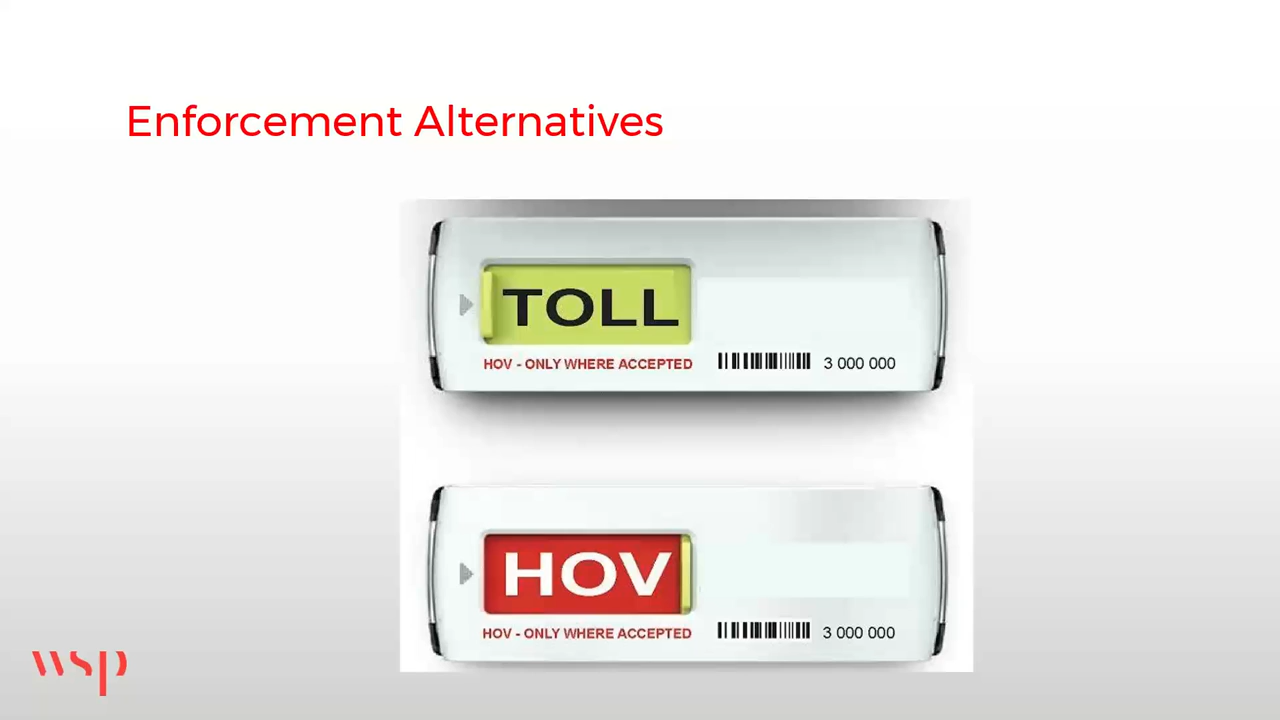 Enforcement Alternatives
TOLL
HOV - ONLY WHERE ACCEPTED
3 000 000
HOV
HOV - ONLY WHERE ACCEPTED
3 000 000
wsp